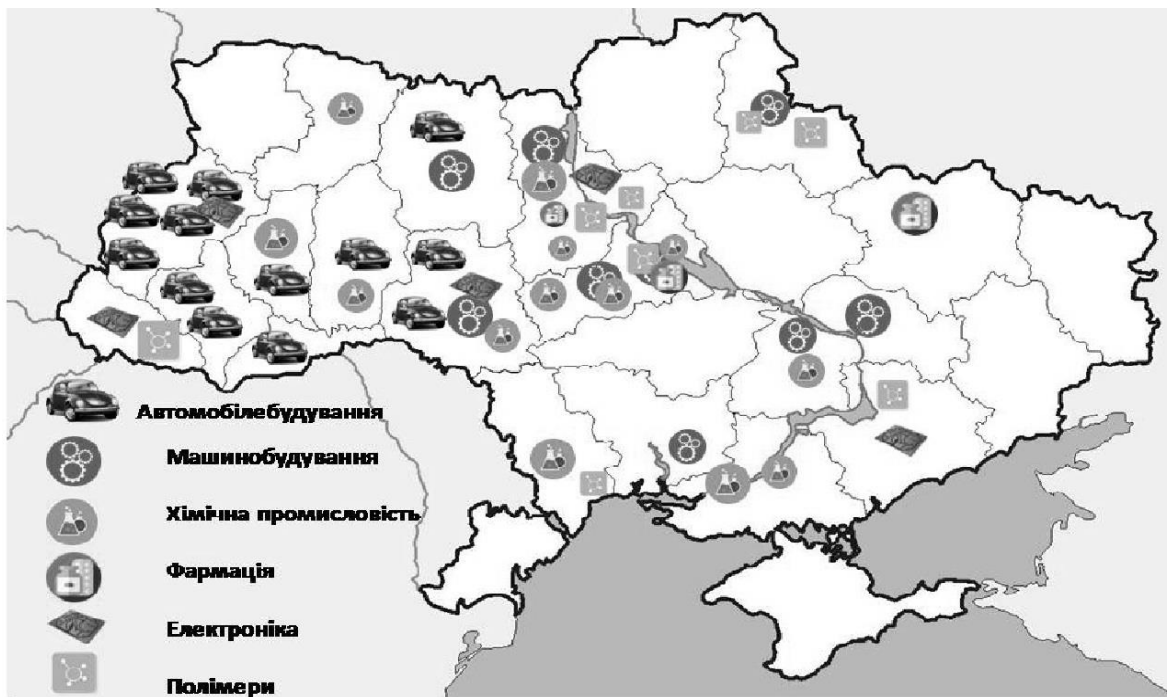 Автомобілебудування
Машинобудування
Хімічна промисловість
Фармація
Електроніка
Полімери